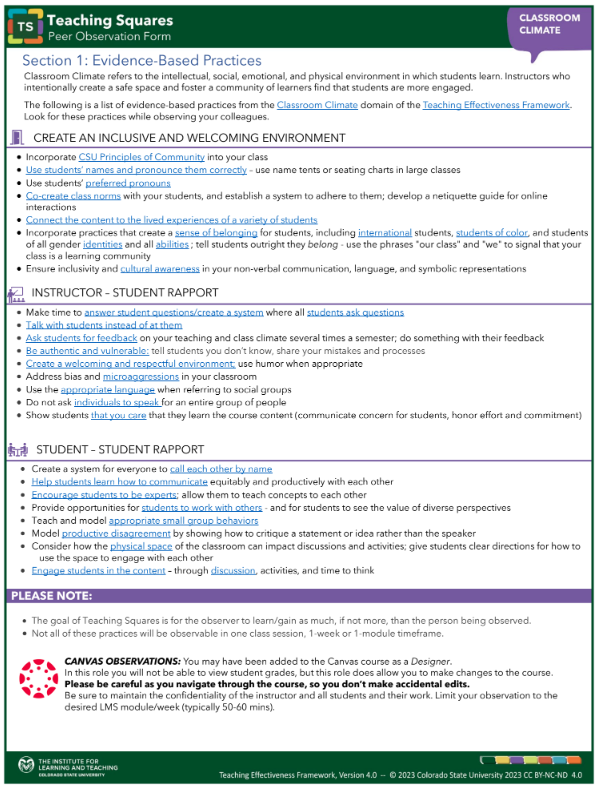 TS
Teaching Squares
Peer Observation Form
CLASSROOM
CLIMATE
Section 1: Evidence-Based Practices
Classroom Climate refers to the intellectual, social, emotional, and physical environment in which students learn. Instructors who
intentionally create a safe space and foster a community of learners find that students are more engaged.
The following is a list of evidence-based practices from the Classroom Climate domain of the Teaching Effectiveness Framework.
Look for these practices while observing your colleagues.
CREATE AN INCLUSIVE AND WELCOMING ENVIRONMENT
• Incorporate CSU Principles of Community into your class
• Use students' names and pronounce them correctly – use name tents or seating charts in large classes
• Use students' preferred pronouns
• Co-create class norms with your students, and establish a system to adhere to them; develop a netiquette guide for online
interactions
• Connect the content to the lived experiences of a variety of students
• Incorporate practices that create a sense of belonging for students, including international students, students of color, and students
of all gender identities and all abilities ; tell students outright they belong - use the phrases "our class" and "we" to signal that your
class is a learning community
• Ensure inclusivity and cultural awareness in your non-verbal communication, language, and symbolic representations
INSTRUCTOR – STUDENT RAPPORT
• Make time to answer student questions/create a system where all students ask questions
• Talk with students instead of at them
• Ask students for feedback on your teaching and class climate several times a semester; do something with their feedback
• Be authentic and vulnerable: tell students you don't know, share your mistakes and processes
• Create a welcoming and respectful environment: use humor when appropriate
• Address bias and microaggressions in your classroom
• Use the appropriate language when referring to social groups
• Do not ask individuals to speak for an entire group of people
• Show students that you care that they learn the course content (communicate concern for students, honor effort and commitment)
STUDENT – STUDENT RAPPORT
• Create a system for everyone to call each other by name
• Help students learn how to communicate equitably and productively with each other
• Encourage students to be experts; allow them to teach concepts to each other
• Provide opportunities for students to work with others - and for students to see the value of diverse perspectives
• Teach and model appropriate small group behaviors
• Model productive disagreement by showing how to critique a statement or idea rather than the speaker
• Consider how the physical space of the classroom can impact discussions and activities; give students clear directions for how to
use the space to engage with each other
• Engage students in the content – through discussion, activities, and time to think
PLEASE NOTE:
• The goal of Teaching Squares is for the observer to learn/gain as much, if not more, than the person being observed.
• Not all of these practices will be observable in one class session, 1-week or 1-module timeframe.
CANVAS OBSERVATIONS: You may have been added to the Canvas course as a Designer.
In this role you will not be able to view student grades, but this role does allow you to make changes to the course.
Please be careful as you navigate through the course, so you don't make accidental edits.
Be sure to maintain the confidentiality of the instructor and all students and their work. Limit your observation to the
desired LMS module/week (typically 50-60 mins).
THE INSTITUTE FOR
LEARNING AND TEACHING
COLORADO STATE UNIVERSITY
Teaching Effectiveness Framework, Version 4.0 -- © 2023 Colorado State University 2023 CC BY-NC-ND 4.0